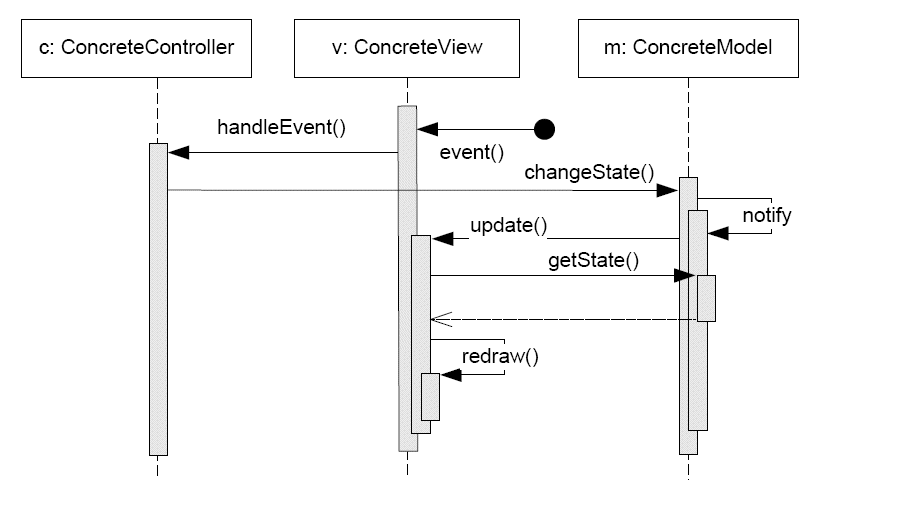 c: ConcreteController
v: ConcreteView
m: ConcreteModel
handleEvent()
event()
changeState()
notify
update()
getState()
redraw()